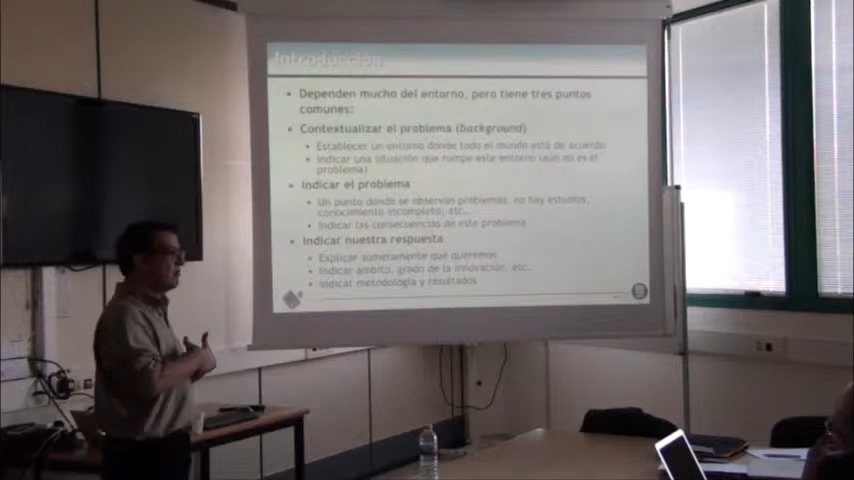 Introducción
Dependen mucho del entorno, pero tiene tres puntos
comunes:
Contextualizar el problema (background)
Establecer un entorno donde todo el mundo está de acuerdo
Indicar una situación que rompe este entorno (aún no es el
problema)
Indicar el problema
Un punto donde se observan problemas, no hay estudios,
conocimiento incompleto, etc…
Indicar las consecuencias de este problema
Indicar nuestra respuesta
Explicar someramente que queremos
Indicar ámbito, grado de la innovación, etc…
Indicar metodología y resultados